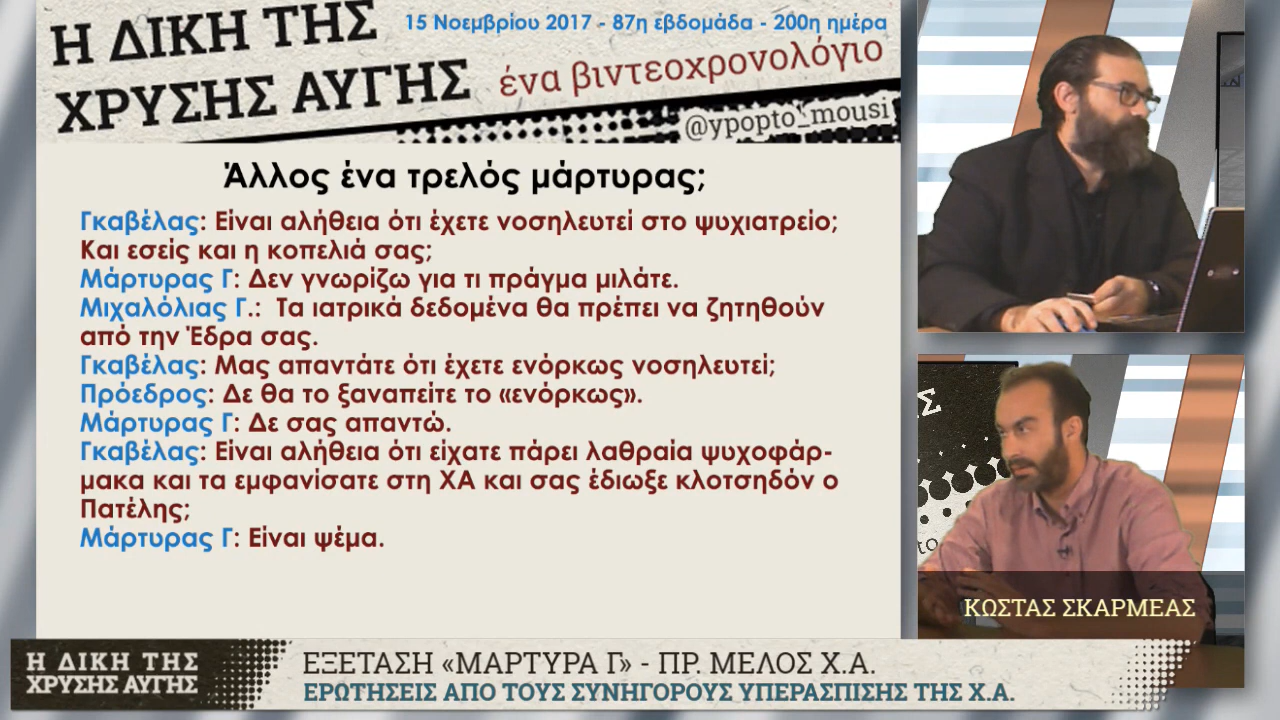 Η ΔΙΚΗ ΤΗΣ
ΧΡΥΣΗΣ ΑΥΓΗΣ
15 Νοεμβρίου 2017 - 87η εβδομάδα - 200η ημέρα
ένα βιντεοχρονολόγιο
@ypopto_mousi
Άλλος ένα τρελός μάρτυρας;
Γκαβέλας: Είναι αλήθεια ότι έχετε νοσηλευτεί στο ψυχιατρείο;
Και εσείς και η κοπελιά σας;
Μάρτυρας Γ: Δεν γνωρίζω για τι πράγμα μιλάτε.
Μιχαλόλιας Γ.: Τα ιατρικά δεδομένα θα πρέπει να ζητηθούν
από την Έδρα σας.
Γκαβέλας: Μας απαντάτε ότι έχετε ενόρκως νοσηλευτεί;
Πρόεδρος: Δε θα το ξαναπείτε το «ενόρκως».
Μάρτυρας Γ: Δε σας απαντώ.
Γκαβέλας: Είναι αλήθεια ότι είχατε πάρει λαθραία ψυχοφάρ-
μακα και τα εμφανίσατε στη ΧΑ και σας έδιωξε κλοτσηδόν ο
Πατέλης;
Μάρτυρας Γ: Είναι ψέμα.
ΚΩΣΤΑΣ ΣΚΑΡΜΕΑΣ
Η ΔΙΚΗ ΤΗΣ
ΧΡΥΣΗΣ ΑΥΓΗΣ
ΕΞΕΤΑΣΗ «ΜΑΡΤΥΡΑ Γ» - ΠΡ. ΜΕΛΟΣ Χ.Α.
ΕΡΩΤΗΣΕΙΣ ΑΠΟ ΤΟΥΣ ΣΥΝΗΓΟΡΟΥΣ ΥΠΕΡΑΣΠΙΣΗΣ ΤΗΣ Χ.Α.